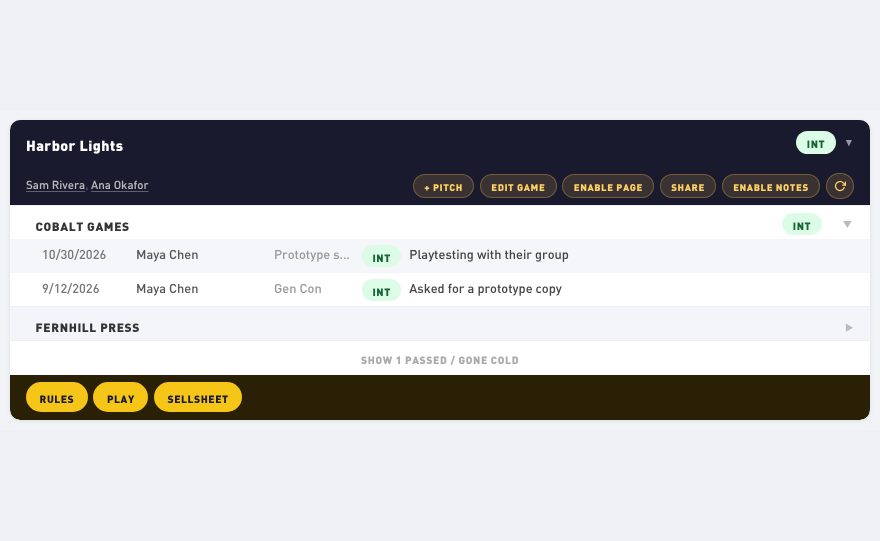 Harbor Lights INT
Sam Rivera, Ana Okafor + PITCH EDIT GAME ENABLE PAGE SHARE ENABLE NOTES
COBALT GAMES INT
10/30/2026 Maya Chen Prototype s... INT Playtesting with their group
9/12/2026 Maya Chen Gen Con INT Asked for a prototype copy
FERNHILL PRESS
SHOW 1 PASSED / GONE COLD
RULES PLAY SELLSHEET